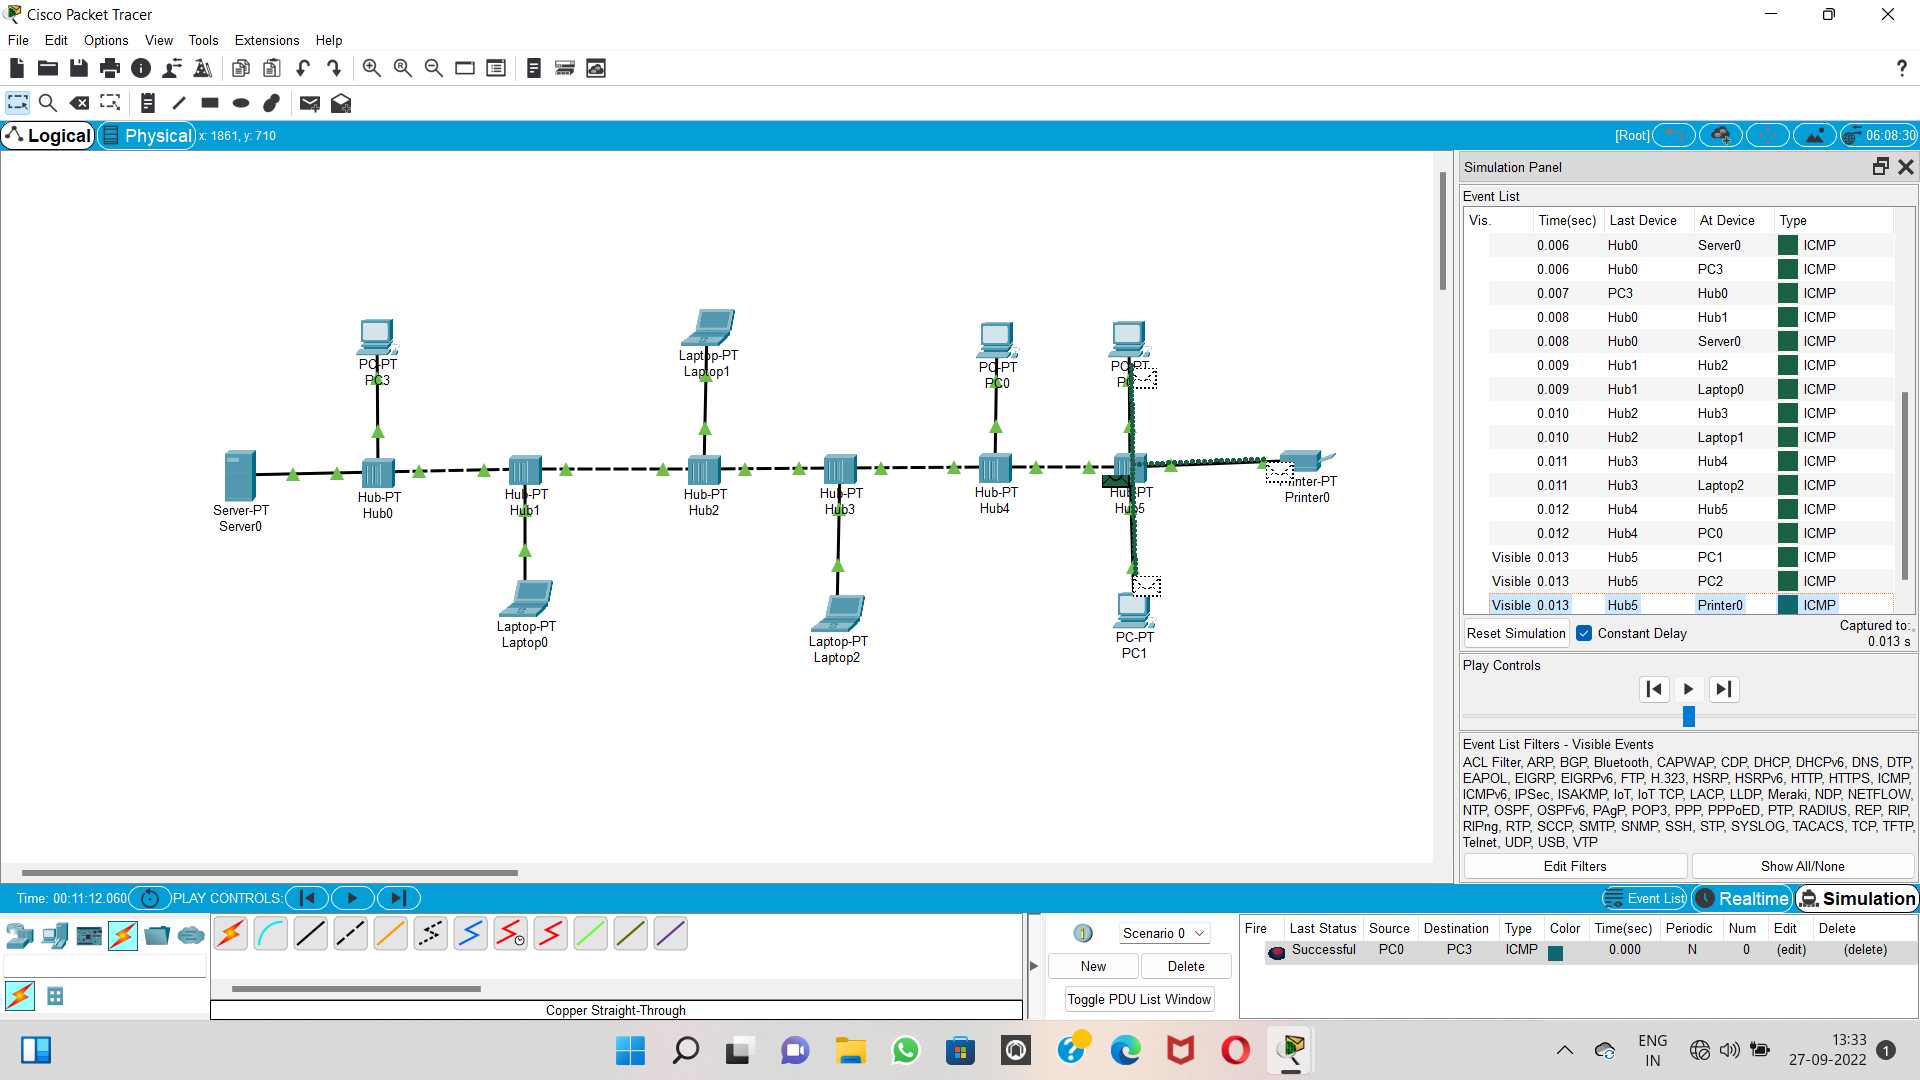 Cisco Packet Tracer
File Edit Options View Tools Extensions Help
Logical Physical x: 1861, y: 710 [Root] 06:08:30
Simulation Panel
Event List
Vis. Time(sec) Last Device At Device Type
0.006 Hub0 Server0 ICMP
0.006 Hub0 PC3 ICMP
0.007 PC3 Hub0 ICMP
0.008 Hub0 Hub1 ICMP
0.008 Hub0 Server0 ICMP
0.009 Hub1 Hub2 ICMP
0.009 Hub1 Laptop0 ICMP
0.010 Hub2 Hub3 ICMP
0.010 Hub2 Laptop1 ICMP
0.011 Hub3 Hub4 ICMP
0.011 Hub3 Laptop2 ICMP
0.012 Hub4 Hub5 ICMP
0.012 Hub4 PC0 ICMP
Visible 0.013 Hub5 PC1 ICMP
Visible 0.013 Hub5 PC2 ICMP
Visible 0.013 Hub5 Printer0 ICMP
Reset Simulation Constant Delay Captured to:
0.013 s
Play Controls
Event List Filters - Visible Events
ACL Filter, ARP, BGP, Bluetooth, CAPWAP, CDP, DHCP, DHCPv6, DNS, DTP,
EAPOL, EIGRP, EIGRPv6, FTP, H.323, HSRP, HSRPv6, HTTP, HTTPS, ICMP,
ICMPv6, IPSec, ISAKMP, IoT, IoT TCP, LACP, LLDP, Meraki, NDP, NETFLOW,
NTP, OSPF, OSPFv6, PAgP, POP3, PPP, PPPoED, PTP, RADIUS, REP, RIP,
RIPng, RTP, SCCP, SMTP, SNMP, SSH, STP, SYSLOG, TACACS, TCP, TFTP,
Telnet, UDP, USB, VTP
Edit Filters Show All/None
PC-PT
PC3
Laptop-PT
Laptop1
PC-PT
PC0
PC-PT
Server-PT
Server0
Hub-PT
Hub0
Hub-PT
Hub1
Hub-PT
Hub2
Hub-PT
Hub3
Hub-PT
Hub4
Hub-PT
Hub5
Printer0
Laptop-PT
Laptop0
Laptop-PT
Laptop2
PC-PT
PC1
Time: 00:11:12.060 PLAY CONTROLS: Event List Realtime Simulation
Scenario 0
New Delete
Toggle PDU List Window
Fire Last Status Source Destination Type Color Time(sec) Periodic Num Edit Delete
Successful PC0 PC3 ICMP 0.000 N 0 (edit) (delete)
Copper Straight-Through
ENG
IN
13:33
27-09-2022
1